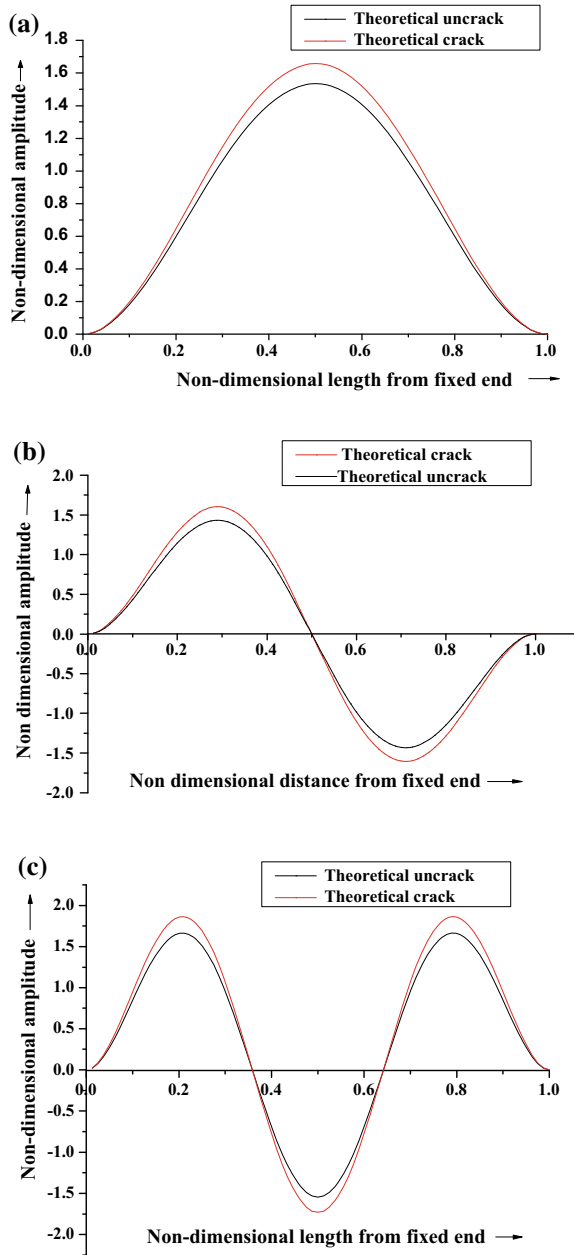 (a)
Theoretical uncrack
Theoretical crack
Non-dimensional amplitude
1.8
1.6
1.4
1.2
1.0
0.8
0.6
0.4
0.2
0.0
0.0 0.2 0.4 0.6 0.8 1.0
Non-dimensional length from fixed end
(b)
Theoretical crack
Theoretical uncrack
Non dimensional amplitude
2.0
1.5
1.0
0.5
0.0
-0.5
-1.0
-1.5
-2.0
0.0 0.2 0.4 0.6 0.8 1.0
Non dimensional distance from fixed end
(c)
Theoretical uncrack
Theoretical crack
Non-dimensional amplitude
2.0
1.5
1.0
0.5
0.0
-0.5
-1.0
-1.5
-2.0
0.0 0.2 0.4 0.6 0.8 1.0
Non-dimensional length from fixed end